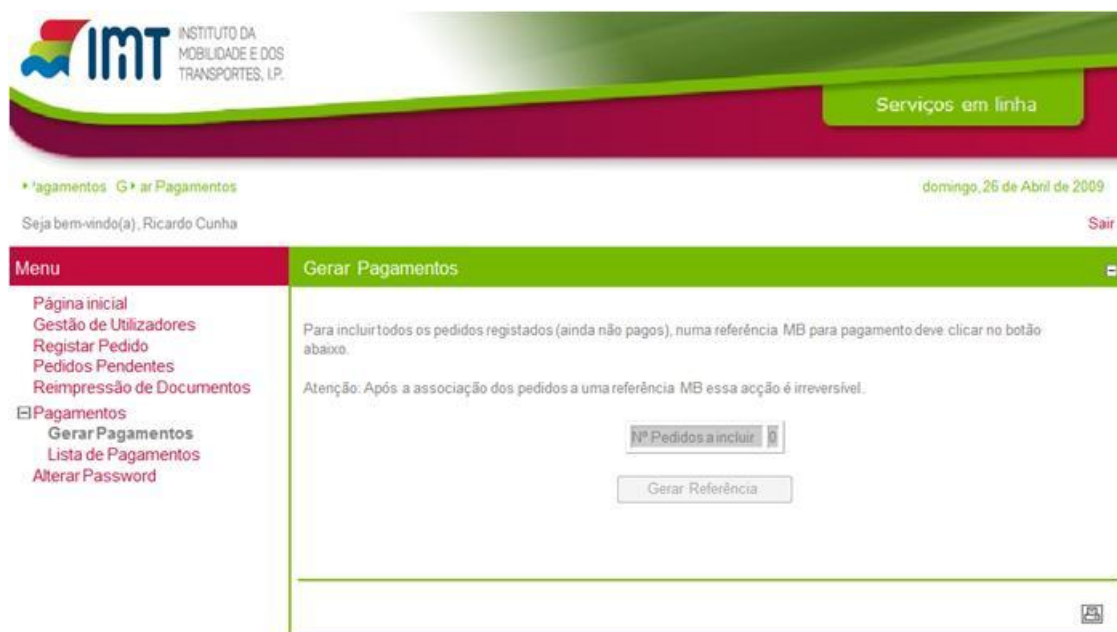 IMT
INSTITUTO DA
MOBILIDADE E DOS
TRANSPORTES, I.P.
Serviços em linha
Pagamentos
domingo, 26 de Abril de 2009
Seja bem-vindo(a), Ricardo Cunha
Sair
Menu
Página inicial
Gestão de Utilizadores
Registar Pedido
Pedidos Pendentes
Reimpressão de Documentos
Pagamentos
Gerar Pagamentos
Lista de Pagamentos
Alterar Password
Gerar Pagamentos
Para incluir todos os pedidos registados (ainda não pagos), numa referência MB para pagamento deve clicar no botão
abaixo.
Atenção: Após a associação dos pedidos a uma referência MB essa acção é irreversível.
Nº Pedidos a incluir 0
Gerar Referência